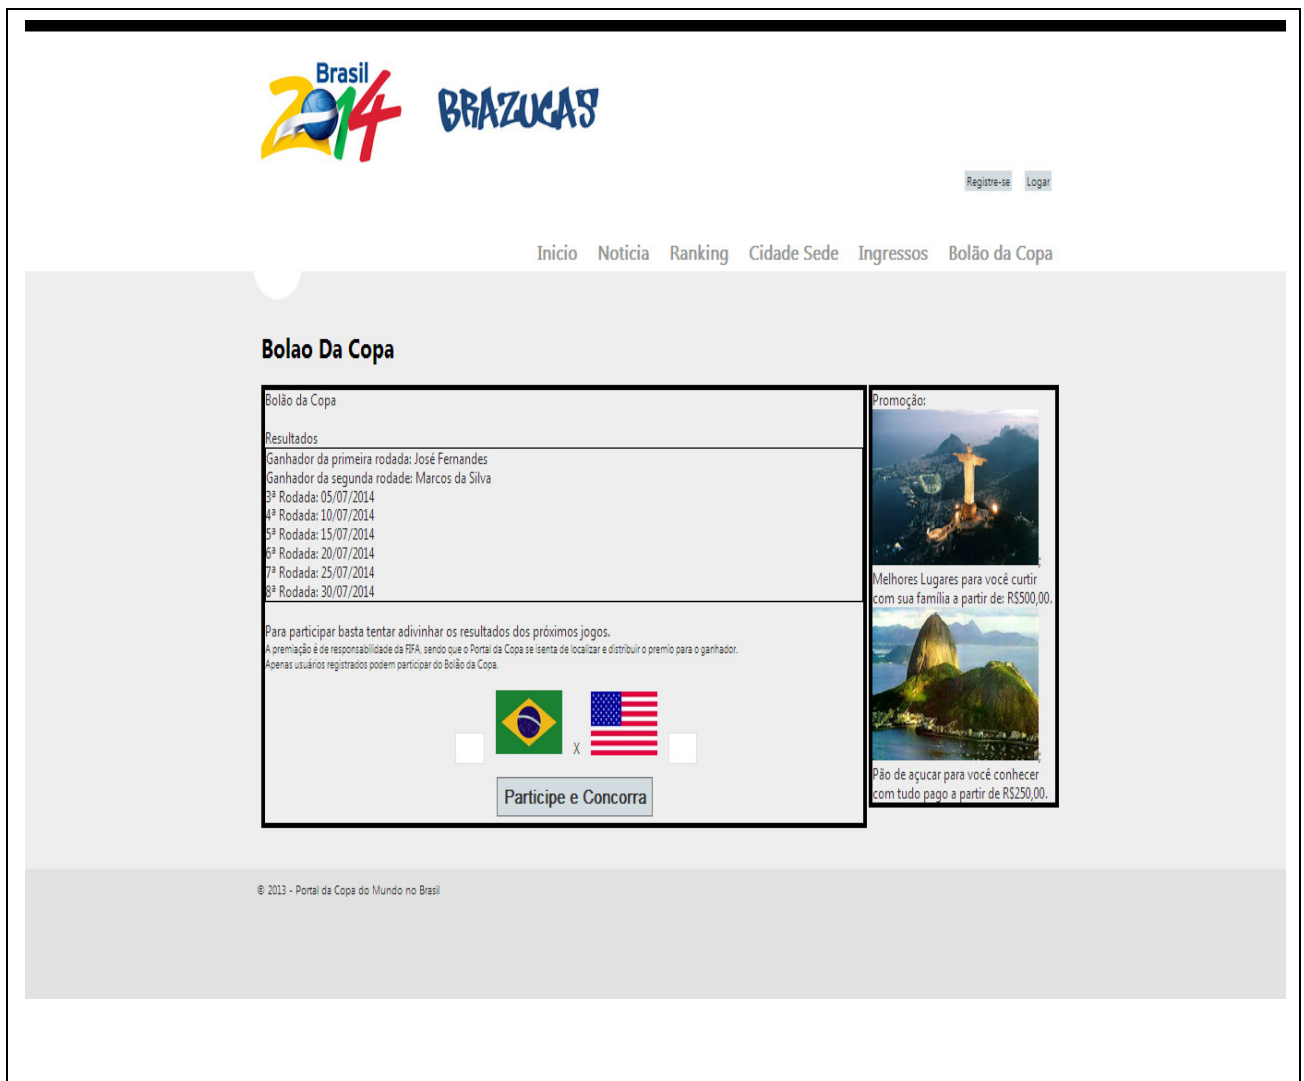 Brasil
2014
BRAZUCAS
Registre-se Logar
Inicio Noticia Ranking Cidade Sede Ingressos Bolão da Copa
Bolao Da Copa
Bolão da Copa
Resultados
Ganhador da primeira rodada: José Fernandes
Ganhador da segunda rodade: Marcos da Silva
3ª Rodada: 05/07/2014
4ª Rodada: 10/07/2014
5ª Rodada: 15/07/2014
6ª Rodada: 20/07/2014
7ª Rodada: 25/07/2014
8ª Rodada: 30/07/2014
Para participar basta tentar adivinhar os resultados dos próximos jogos.
A premiação é de responsabilidade da FIFA, sendo que o Portal da Copa se isenta de localizar e distribuir o premio para o ganhador.
Apenas usuários registrados podem participar do Bolão da Copa.
X
Participe e Concorra
Promoção:
;
Melhores Lugares para você curtir
com sua família a partir de: R$500,00.
;
Pão de açucar para você conhecer
com tudo pago a partir de R$250,00.
© 2013 - Portal da Copa do Mundo no Brasil